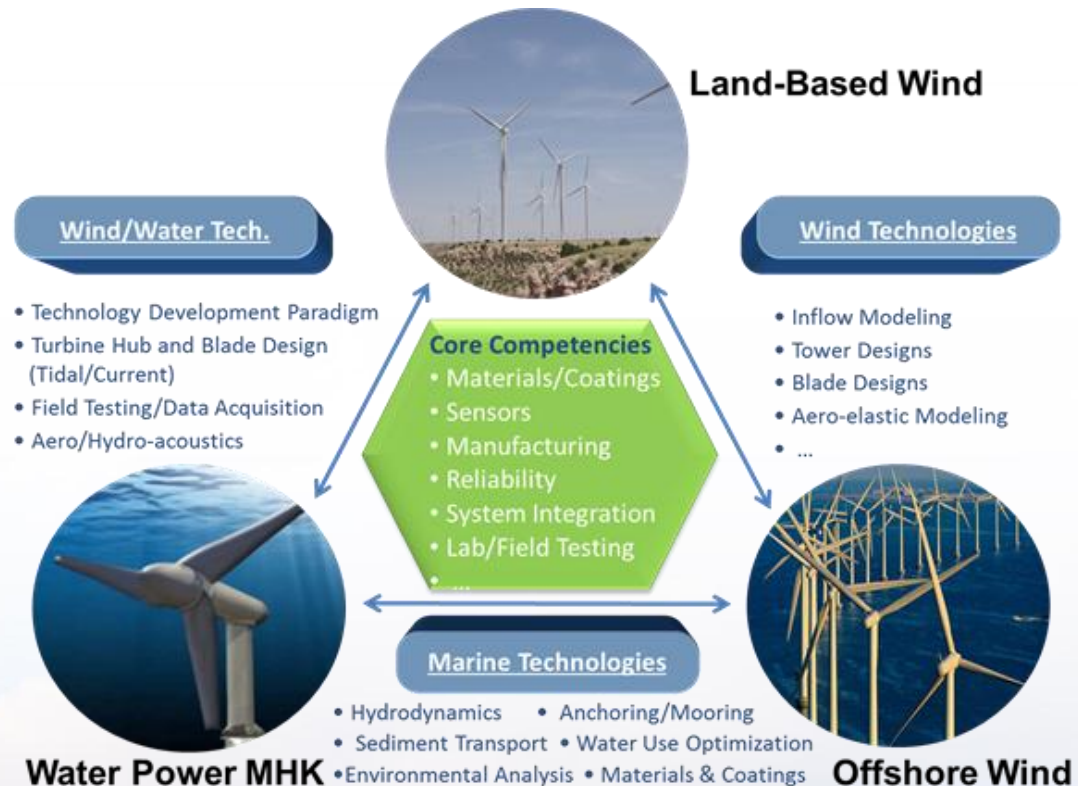 Land-Based Wind
Wind/Water Tech.
• Technology Development Paradigm
• Turbine Hub and Blade Design
(Tidal/Current)
• Field Testing/Data Acquisition
• Aero/Hydro-acoustics
Wind Technologies
• Inflow Modeling
• Tower Designs
• Blade Designs
• Aero-elastic Modeling
• ...
Core Competencies
• Materials/Coatings
• Sensors
• Manufacturing
• Reliability
• System Integration
• Lab/Field Testing
• ...
Marine Technologies
• Hydrodynamics • Anchoring/Mooring
• Sediment Transport • Water Use Optimization
• Environmental Analysis • Materials & Coatings
Water Power MHK
Offshore Wind